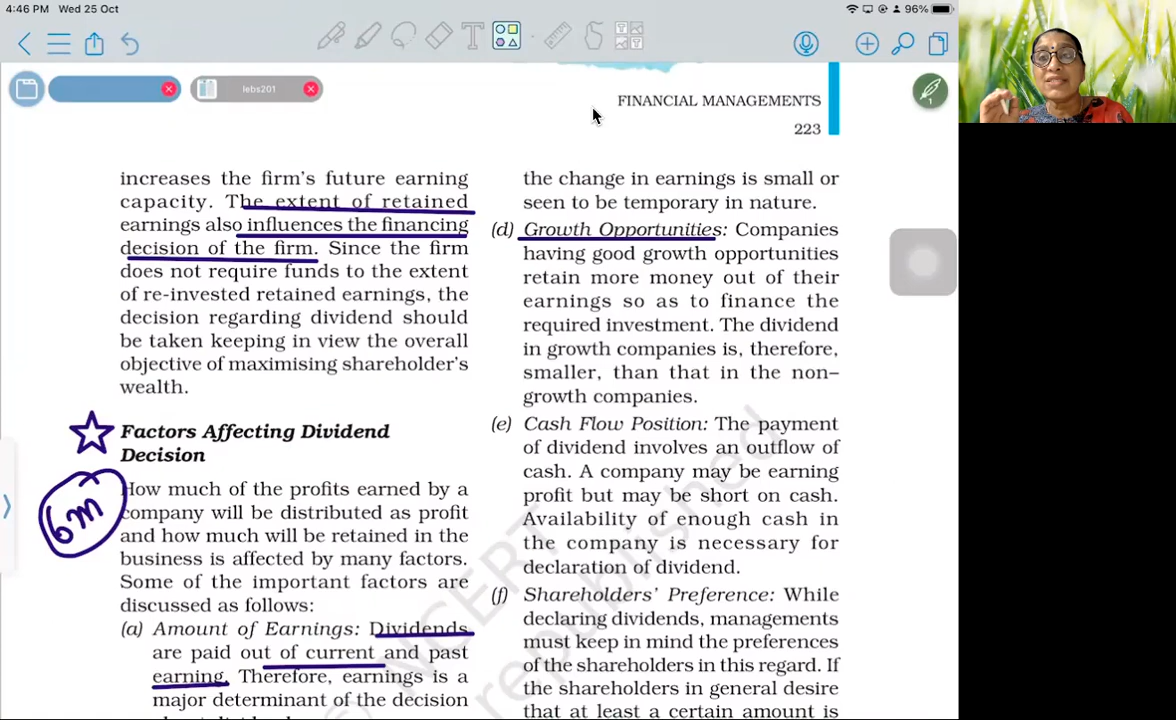 4:46 PM Wed 25 Oct
96%
lebs201
FINANCIAL MANAGEMENTS
223
increases the firm's future earning
capacity. The extent of retained
earnings also influences the financing
decision of the firm. Since the firm
does not require funds to the extent
of re-invested retained earnings, the
decision regarding dividend should
be taken keeping in view the overall
objective of maximising shareholder's
wealth.
Factors Affecting Dividend
Decision
6m
How much of the profits earned by a
company will be distributed as profit
and how much will be retained in the
business is affected by many factors.
Some of the important factors are
discussed as follows:
(a) Amount of Earnings: Dividends
are paid out of current and past
earning. Therefore, earnings is a
major determinant of the decision
the change in earnings is small or
seen to be temporary in nature.
(d) Growth Opportunities: Companies
having good growth opportunities
retain more money out of their
earnings so as to finance the
required investment. The dividend
in growth companies is, therefore,
smaller, than that in the non–
growth companies.
(e) Cash Flow Position: The payment
of dividend involves an outflow of
cash. A company may be earning
profit but may be short on cash.
Availability of enough cash in
the company is necessary for
declaration of dividend.
(f) Shareholders' Preference: While
declaring dividends, managements
must keep in mind the preferences
of the shareholders in this regard. If
the shareholders in general desire
that at least a certain amount is
© NCERT
republished
1